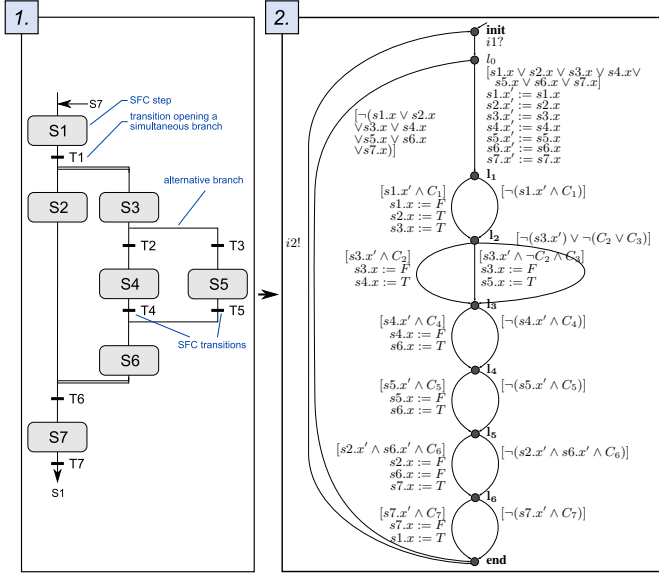 1.
S7
SFC step
S1
transition opening a
simultaneous branch
T1
alternative branch
S2
S3
T2
T3
S4
S5
T4
T5
SFC transitions
S6
T6
S7
T7
S1
2.
init
i1?
l₀
[s1.x ∨ s2.x ∨ s3.x ∨ s4.x∨
s5.x ∨ s6.x ∨ s7.x]
s1.x′ := s1.x
s2.x′ := s2.x
s3.x′ := s3.x
s4.x′ := s4.x
s5.x′ := s5.x
s6.x′ := s6.x
s7.x′ := s7.x
[¬(s1.x ∨ s2.x
∨s3.x ∨ s4.x
∨s5.x ∨ s6.x
∨s7.x)]
i2!
l₁
[s1.x′ ∧ C₁]
s1.x := F
s2.x := T
s3.x := T
[¬(s1.x′ ∧ C₁)]
l₂
[¬(s3.x′) ∨ ¬(C₂ ∨ C₃)]
[s3.x′ ∧ C₂]
s3.x := F
s4.x := T
[s3.x′ ∧ ¬C₂ ∧ C₃]
s3.x := F
s5.x := T
l₃
[s4.x′ ∧ C₄]
s4.x := F
s6.x := T
[¬(s4.x′ ∧ C₄)]
l₄
[s5.x′ ∧ C₅]
s5.x := F
s6.x := T
[¬(s5.x′ ∧ C₅)]
l₅
[s2.x′ ∧ s6.x′ ∧ C₆]
s2.x := F
s6.x := F
s7.x := T
[¬(s2.x′ ∧ s6.x′ ∧ C₆)]
l₆
[s7.x′ ∧ C₇]
s7.x := F
s1.x := T
[¬(s7.x′ ∧ C₇)]
end